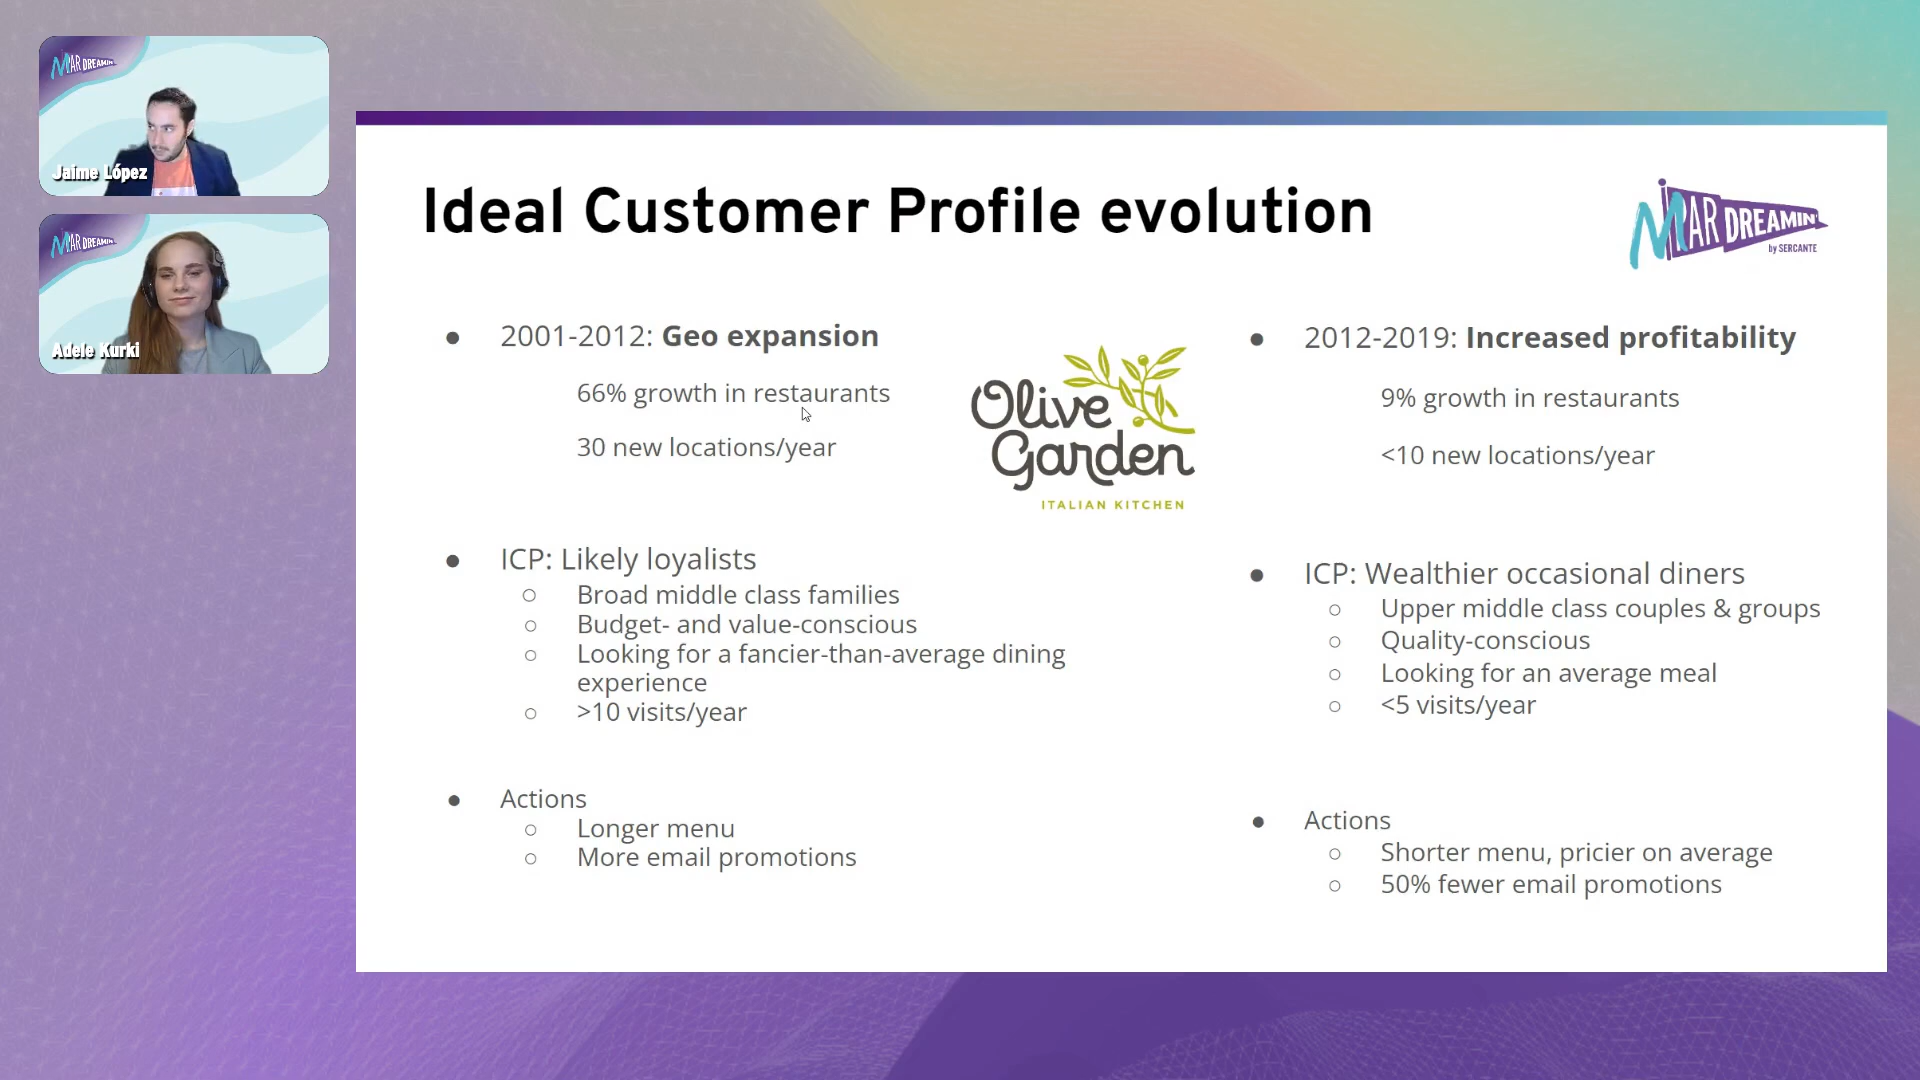 MAR DREAMIN'
Jaime López
MAR DREAMIN'
Adele Kurki
Ideal Customer Profile evolution
MAR DREAMIN'
by SERCANTE
2001-2012: Geo expansion
66% growth in restaurants
30 new locations/year
ICP: Likely loyalists
Broad middle class families
Budget- and value-conscious
Looking for a fancier-than-average dining
experience
>10 visits/year
Actions
Longer menu
More email promotions
Olive
Garden
ITALIAN KITCHEN
2012-2019: Increased profitability
9% growth in restaurants
<10 new locations/year
ICP: Wealthier occasional diners
Upper middle class couples & groups
Quality-conscious
Looking for an average meal
<5 visits/year
Actions
Shorter menu, pricier on average
50% fewer email promotions